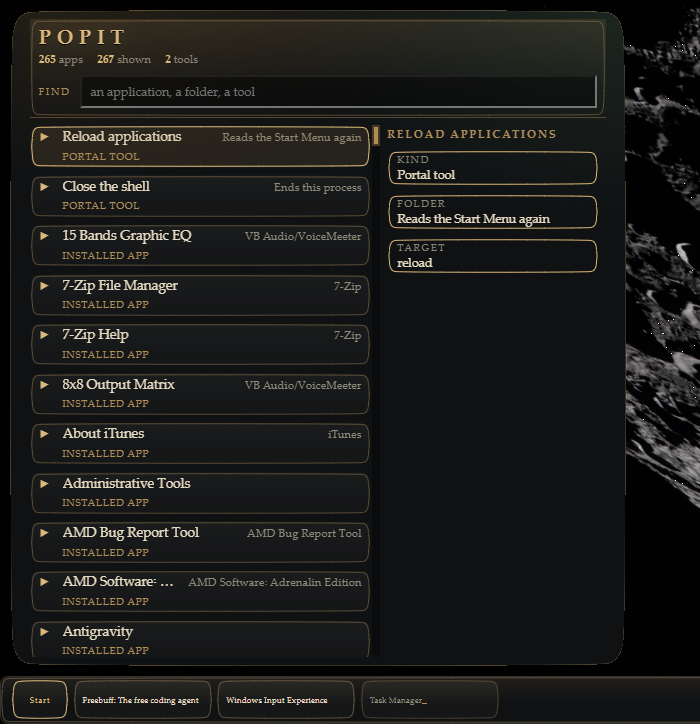 POPIT
265 apps 267 shown 2 tools
FIND an application, a folder, a tool
Reload applications Reads the Start Menu again
PORTAL TOOL
Close the shell Ends this process
PORTAL TOOL
15 Bands Graphic EQ VB Audio/VoiceMeeter
INSTALLED APP
7-Zip File Manager 7-Zip
INSTALLED APP
7-Zip Help 7-Zip
INSTALLED APP
8x8 Output Matrix VB Audio/VoiceMeeter
INSTALLED APP
About iTunes iTunes
INSTALLED APP
Administrative Tools
INSTALLED APP
AMD Bug Report Tool AMD Bug Report Tool
INSTALLED APP
AMD Software: ... AMD Software: Adrenalin Edition
INSTALLED APP
Antigravity
INSTALLED APP
RELOAD APPLICATIONS
KIND
Portal tool
FOLDER
Reads the Start Menu again
TARGET
reload
Start Freebuff: The free coding agent Windows Input Experience Task Manager_